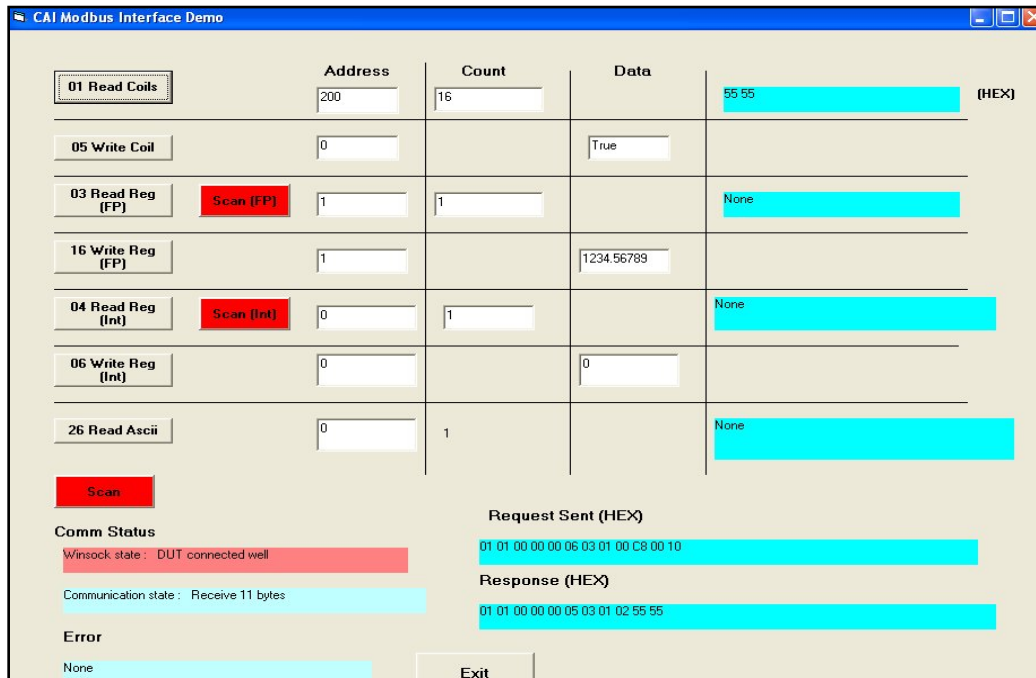 CAI Modbus Interface Demo
Address Count Data
01 Read Coils 200 16 55 55 (HEX)
05 Write Coil 0 True
03 Read Reg (FP) Scan (FP) 1 1 None
16 Write Reg (FP) 1 1234.56789
04 Read Reg (Int) Scan (Int) 0 1 None
06 Write Reg (Int) 0 0
26 Read Ascii 0 1 None
Scan
Comm Status
Winsock state : DUT connected well
Communication state : Receive 11 bytes
Error
None
Request Sent (HEX)
01 01 00 00 00 06 03 01 00 C8 00 10
Response (HEX)
01 01 00 00 00 05 03 01 02 55 55
Exit